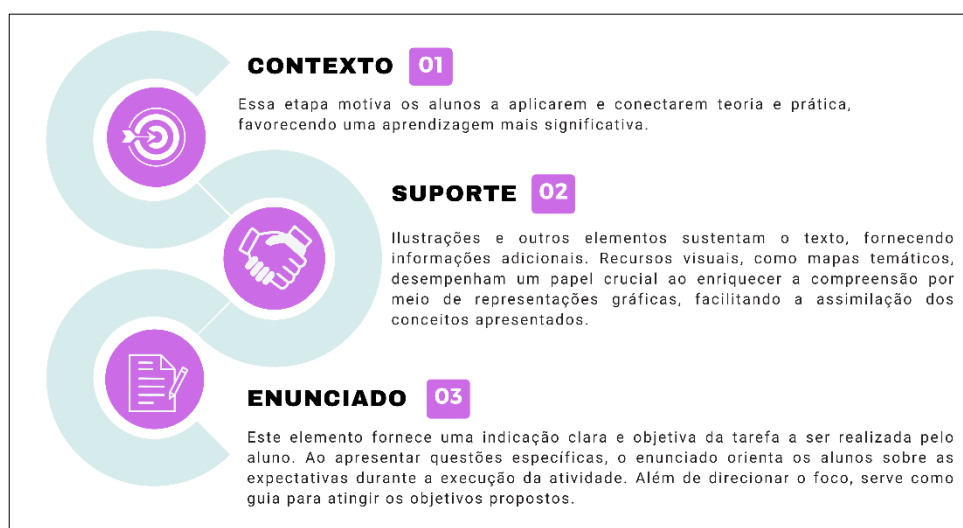 CONTEXTO 01
Essa etapa motiva os alunos a aplicarem e conectarem teoria e prática,
favorecendo uma aprendizagem mais significativa.
SUPORTE 02
Ilustrações e outros elementos sustentam o texto, fornecendo
informações adicionais. Recursos visuais, como mapas temáticos,
desempenham um papel crucial ao enriquecer a compreensão por
meio de representações gráficas, facilitando a assimilação dos
conceitos apresentados.
ENUNCIADO 03
Este elemento fornece uma indicação clara e objetiva da tarefa a ser realizada pelo
aluno. Ao apresentar questões específicas, o enunciado orienta os alunos sobre as
expectativas durante a execução da atividade. Além de direcionar o foco, serve como
guia para atingir os objetivos propostos.